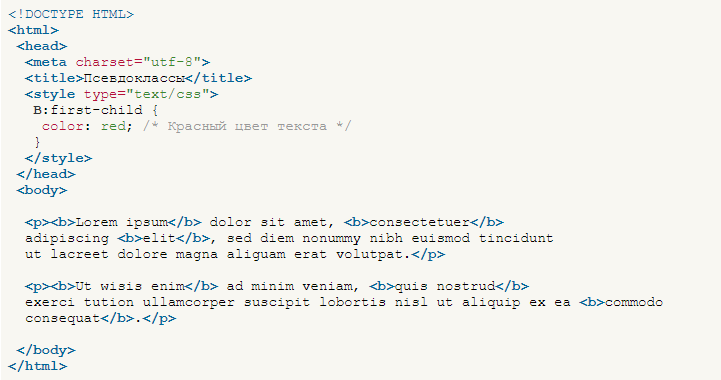 <!DOCTYPE HTML>
<html>
<head>
<meta charset="utf-8">
<title>Псевдоклассы</title>
<style type="text/css">
B:first-child {
color: red; /* Красный цвет текста */
}
</style>
</head>
<body>
<p><b>Lorem ipsum</b> dolor sit amet, <b>consectetuer</b>
adipiscing <b>elit</b>, sed diem nonummy nibh euismod tincidunt
ut lacreet dolore magna aliguam erat volutpat.</p>
<p><b>Ut wisis enim</b> ad minim veniam, <b>quis nostrud</b>
exerci tution ullamcorper suscipit lobortis nisl ut aliquip ex ea <b>commodo
consequat</b>.</p>
</body>
</html>